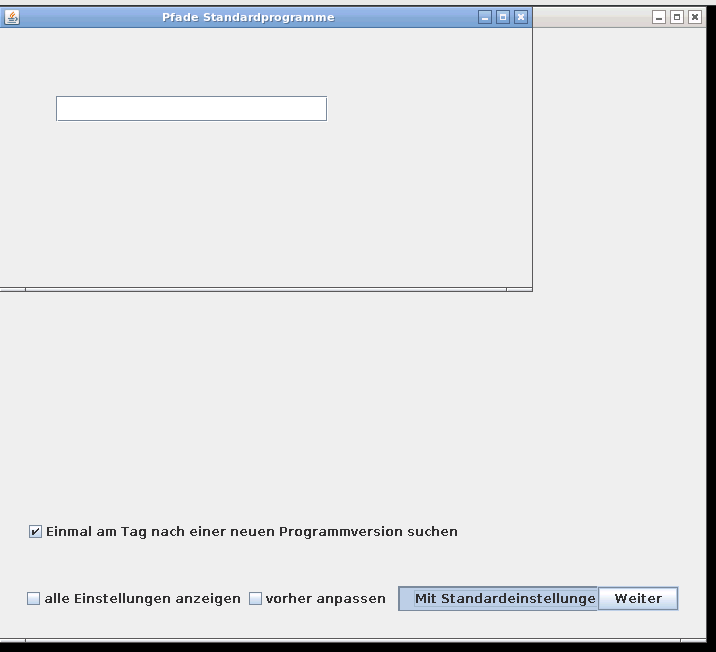 Pfade Standardprogramme
Einmal am Tag nach einer neuen Programmversion suchen
alle Einstellungen anzeigen vorher anpassen Mit Standardeinstellunge Weiter